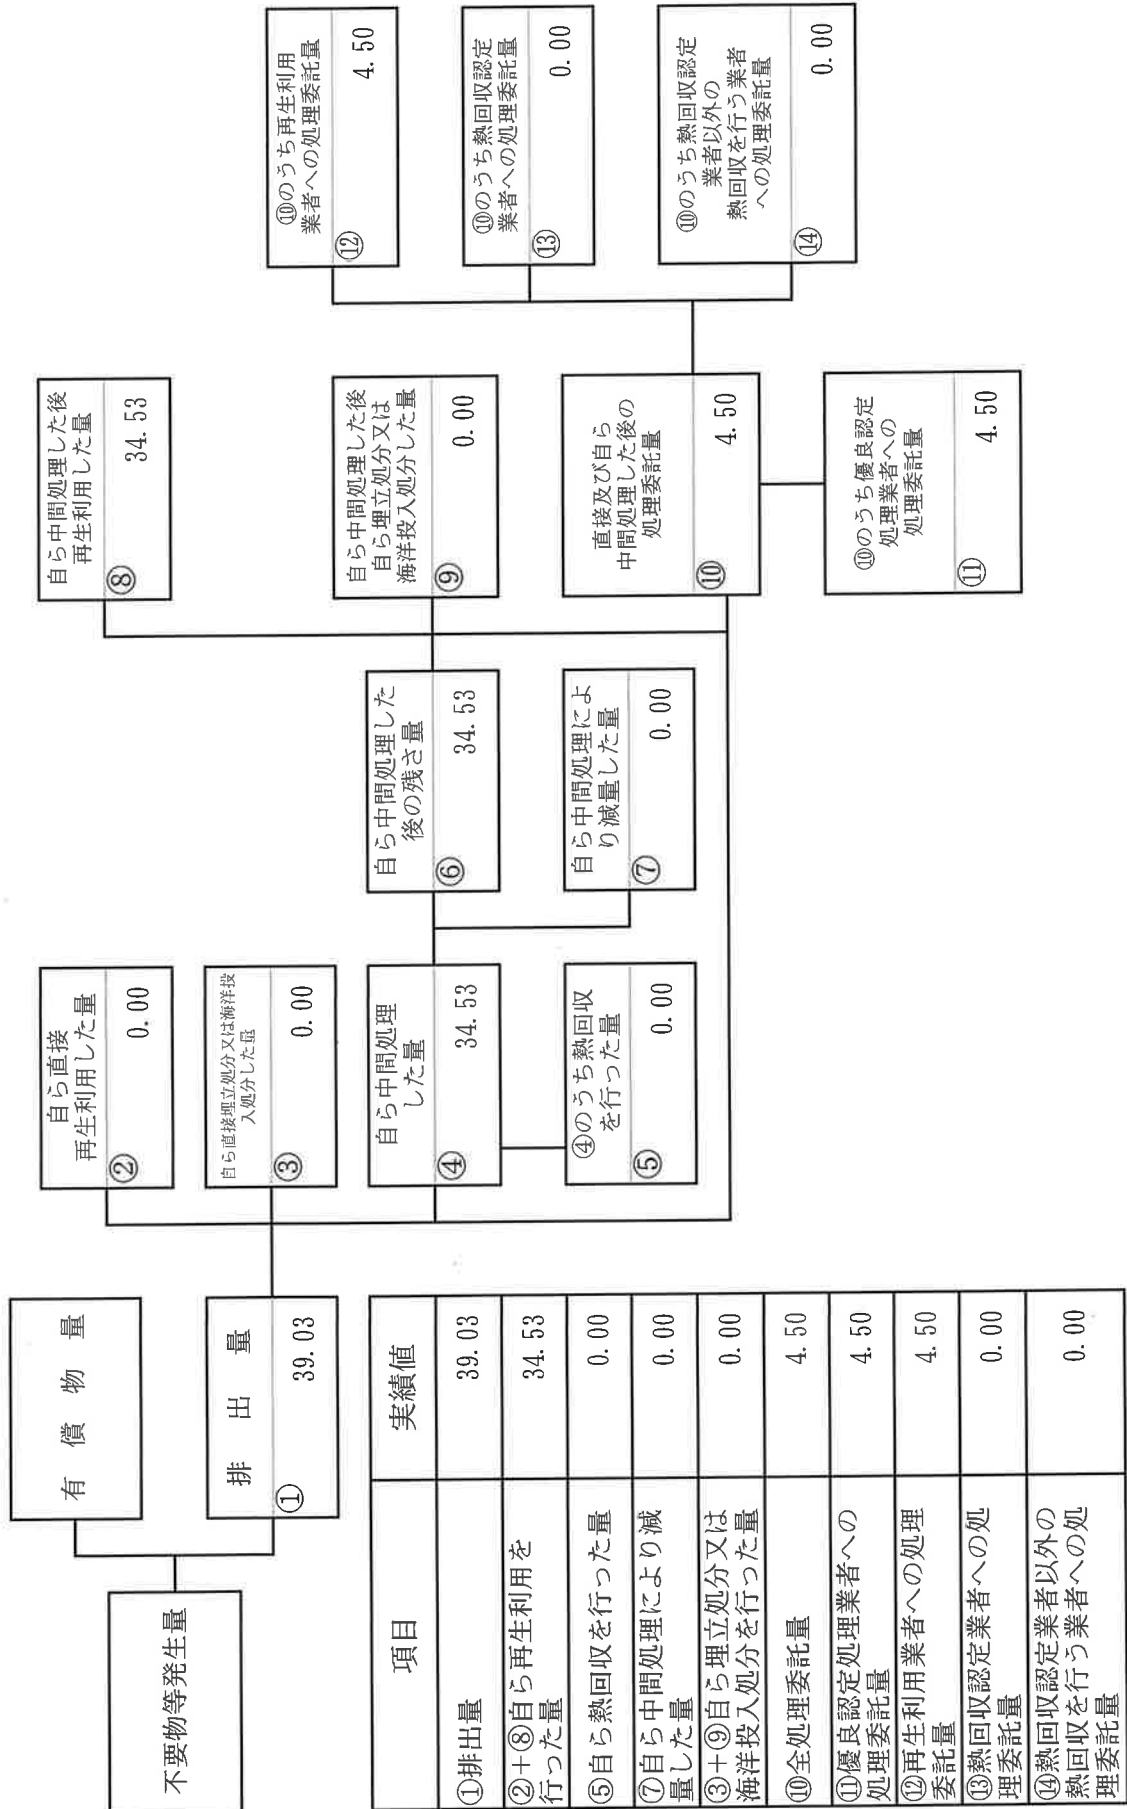 不要物等発生量
有償物量
排出量
①
39.03
自ら直接
再生利用した量
②
0.00
自ら直接埋立処分又は海洋投
入処分した量
③
0.00
自ら中間処理
した量
④
34.53
④のうち熱回収
を行った量
⑤
0.00
自ら中間処理した
後の残さ量
⑥
34.53
自ら中間処理によ
り減量した量
⑦
0.00
自ら中間処理した後
再生利用した量
⑧
34.53
自ら中間処理した後
自ら埋立処分又は
海洋投入処分した量
⑨
0.00
直接及び自ら
中間処理した後の
処理委託量
⑩
4.50
⑩のうち優良認定
処理業者への
処理委託量
⑪
4.50
⑩のうち再生利用
業者への処理委託量
⑫
4.50
⑩のうち熱回収認定
業者への処理委託量
⑬
0.00
⑩のうち熱回収認定
業者以外の
熱回収を行う業者
への処理委託量
⑭
0.00
項目 実績値
①排出量 39.03
②+⑧自ら再生利用を
行った量 34.53
⑤自ら熱回収を行った量 0.00
⑦自ら中間処理により減
量した量 0.00
③+⑨自ら埋立処分又は
海洋投入処分を行った量 0.00
⑩全処理委託量 4.50
⑪優良認定処理業者への
処理委託量 4.50
⑫再生利用業者への処理
委託量 4.50
⑬熱回収認定業者への処
理委託量 0.00
⑭熱回収認定業者以外の
熱回収を行う業者への処
理委託量 0.00